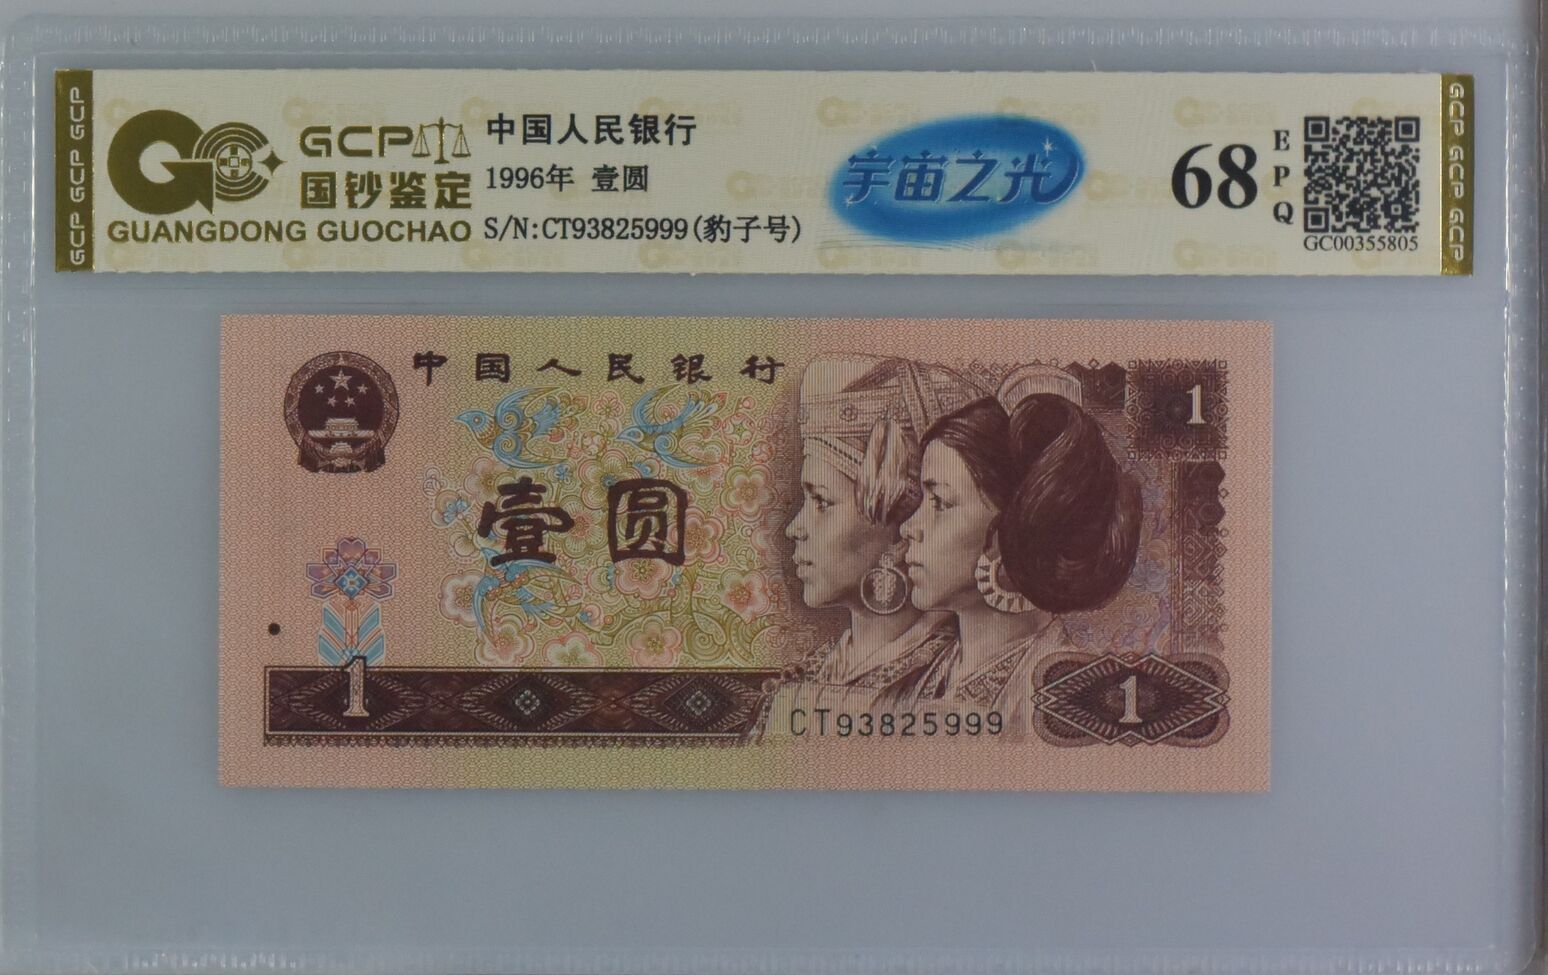 GCP GCP GCP
GCP
国钞鉴定
GUANGDONG GUOCHAO
中国人民银行
1996年 壹圆
S/N:CT93825999(豹子号)
宇宙之光
68
EPQ
GC00355805
GCP GCP GCP
中国人民银行
1
壹圆
1
1
CT93825999